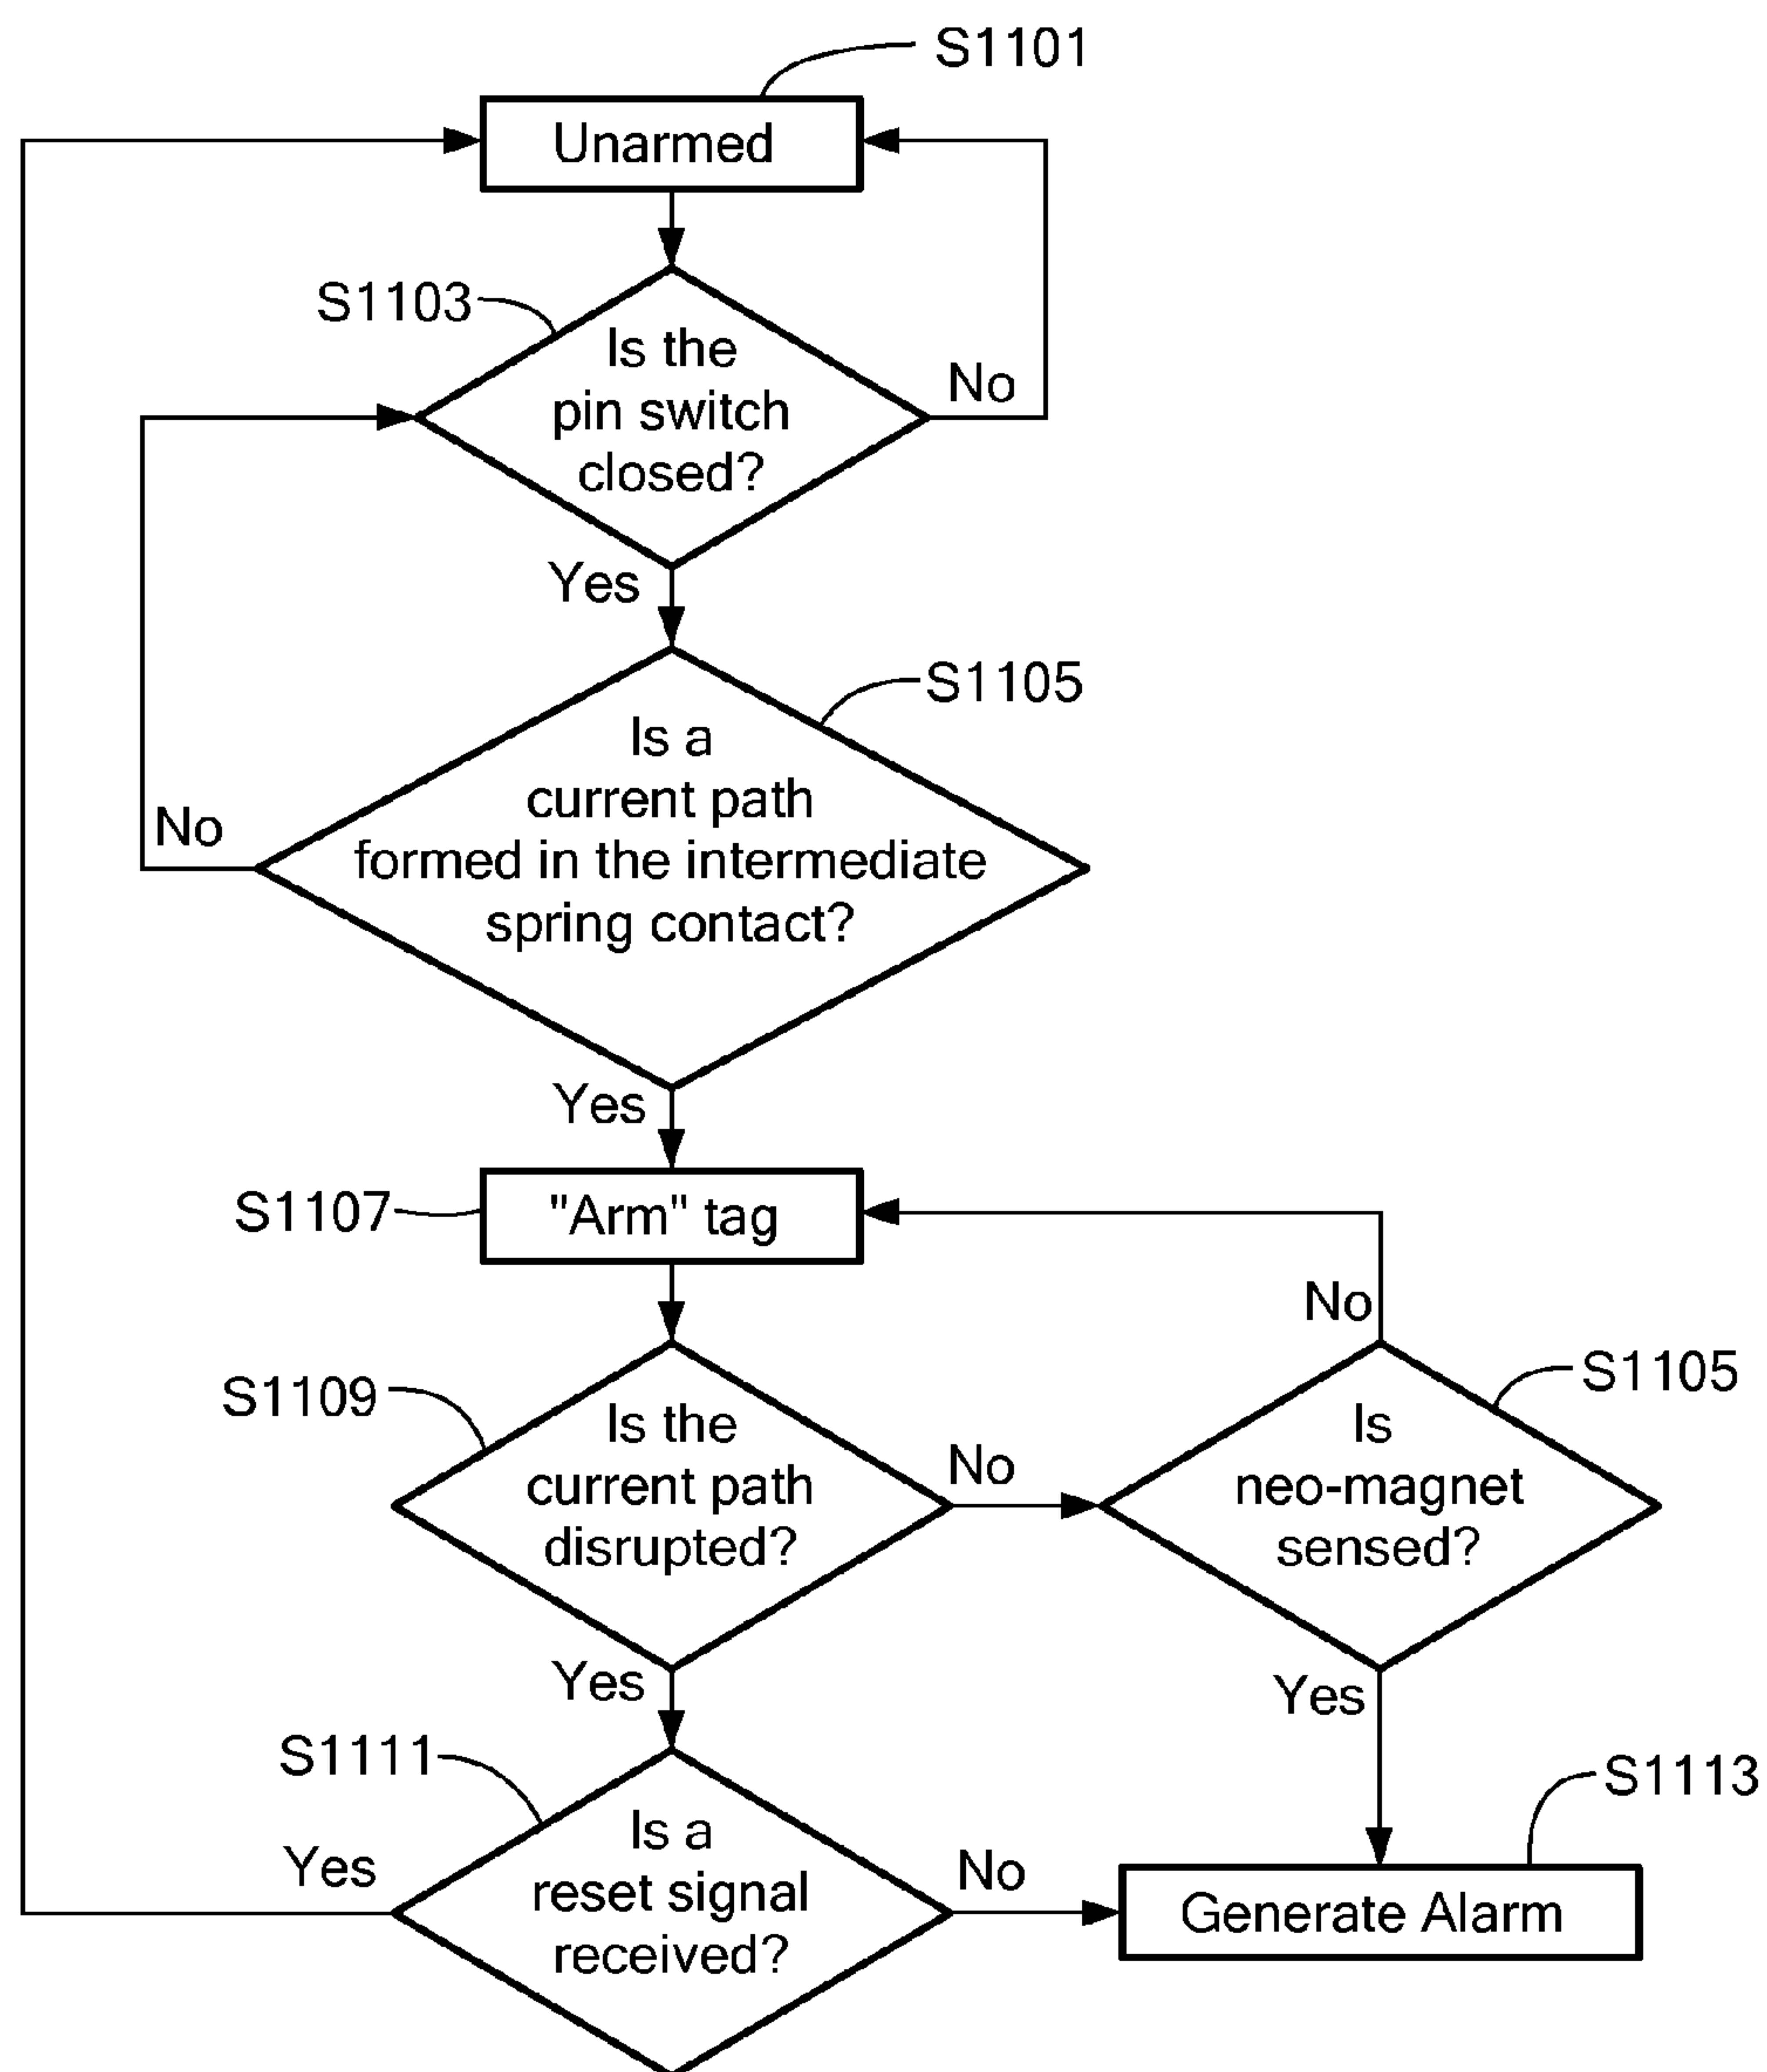 S1101
Unarmed
S1103
Is the
pin switch
closed?
No
Yes
S1105
Is a
current path
formed in the intermediate
spring contact?
No
Yes
S1107
"Arm" tag
No
S1109
Is the
current path
disrupted?
No
S1105
Is
neo-magnet
sensed?
Yes
Yes
S1111
Is a
reset signal
received?
Yes
No
S1113
Generate Alarm